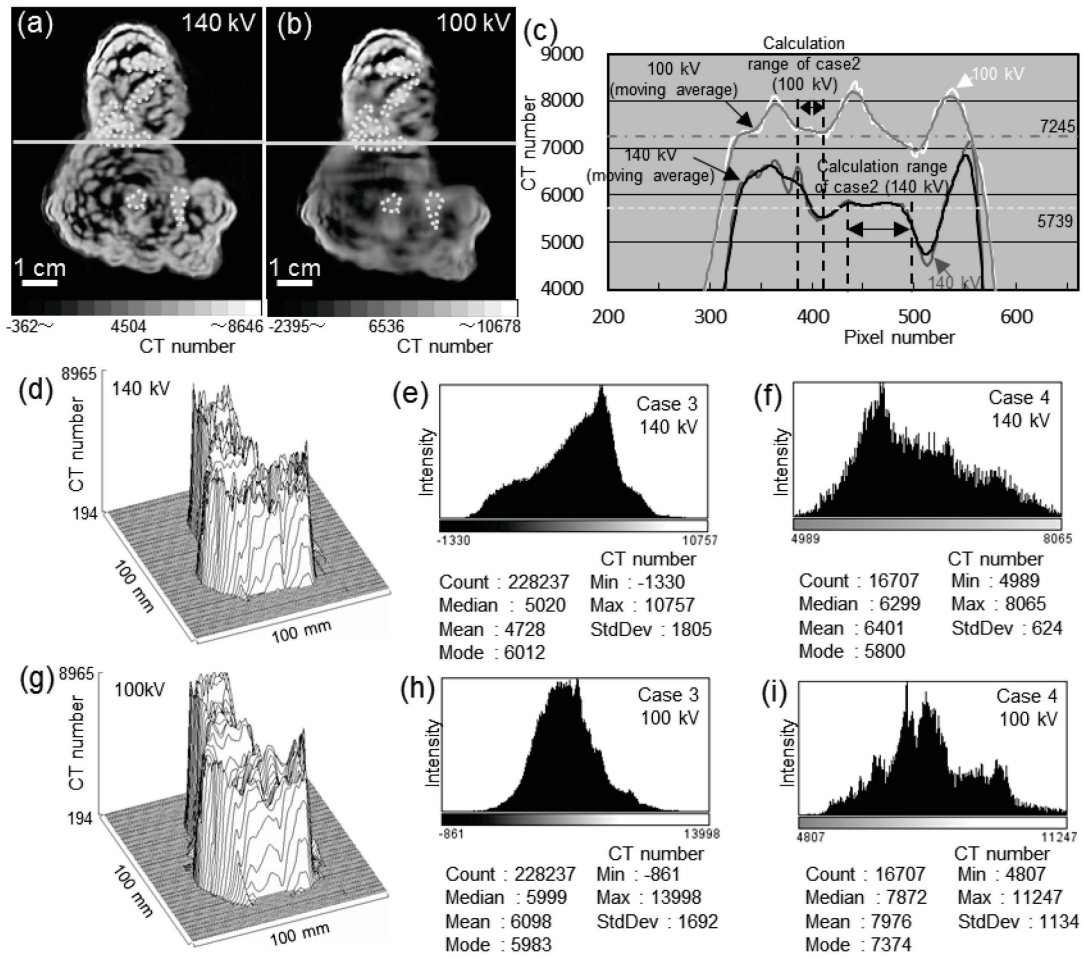 (a)
140 kV
1 cm
-362～
4504
～8646
CT number
(b)
100 kV
1 cm
-2395～
6536
～10678
CT number
(c)
CT number
9000
8000
7000
6000
5000
4000
200
300
400
500
600
Pixel number
100 kV
(moving average)
Calculation
range of case2
(100 kV)
100 kV
7245
140 kV
(moving average)
Calculation range
of case2 (140 kV)
5739
140 kV
(d)
140 kV
8965
CT number
194
100 mm
100 mm
(e)
Case 3
140 kV
Intensity
-1330
10757
CT number
Count : 228237 Min : -1330
Median : 5020 Max : 10757
Mean : 4728 StdDev : 1805
Mode : 6012
(f)
Case 4
140 kV
Intensity
4989
8065
CT number
Count : 16707 Min : 4989
Median : 6299 Max : 8065
Mean : 6401 StdDev : 624
Mode : 5800
(g)
100kV
8965
CT number
194
100 mm
100 mm
(h)
Case 3
100 kV
Intensity
-861
13998
CT number
Count : 228237 Min : -861
Median : 5999 Max : 13998
Mean : 6098 StdDev : 1692
Mode : 5983
(i)
Case 4
100 kV
Intensity
4807
11247
CT number
Count : 16707 Min : 4807
Median : 7872 Max : 11247
Mean : 7976 StdDev : 1134
Mode : 7374